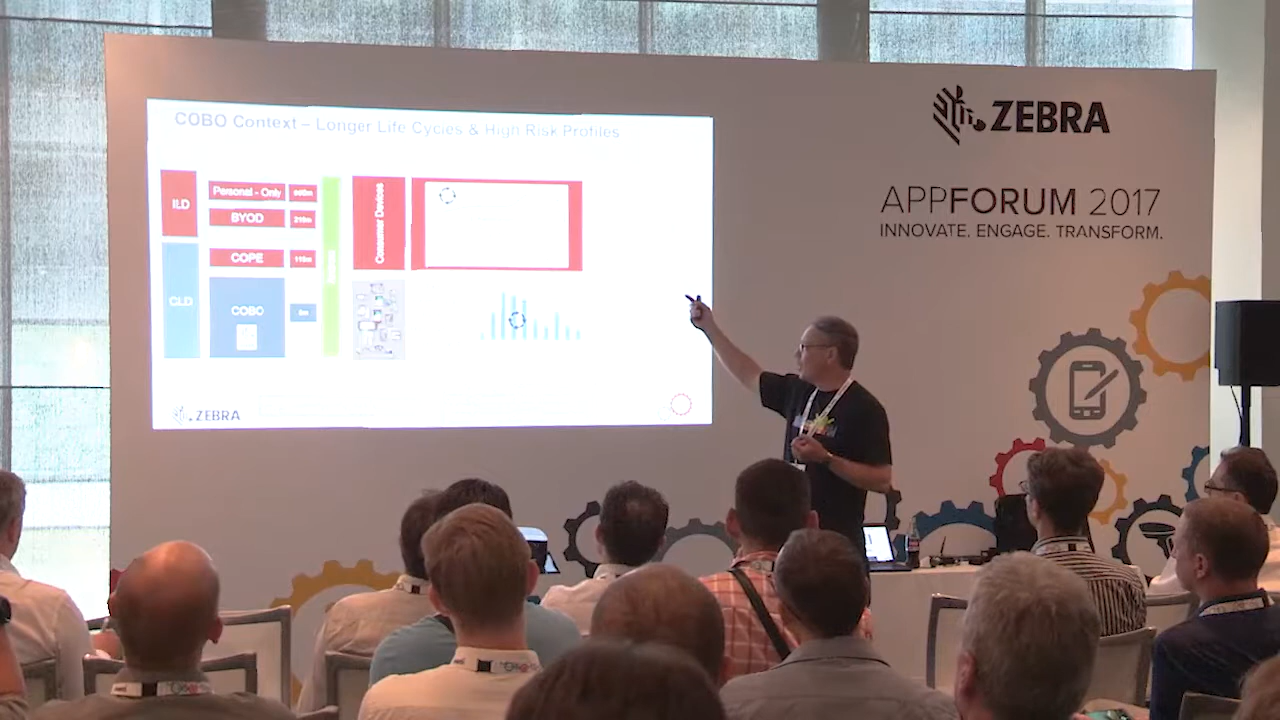 COBO Context – Longer Life Cycles & High Risk Profiles
ILD
Personal - Only
BYOD
COPE
CLD
COBO
Consumer Devices
ZEBRA
ZEBRA
APPFORUM 2017
INNOVATE. ENGAGE. TRANSFORM.